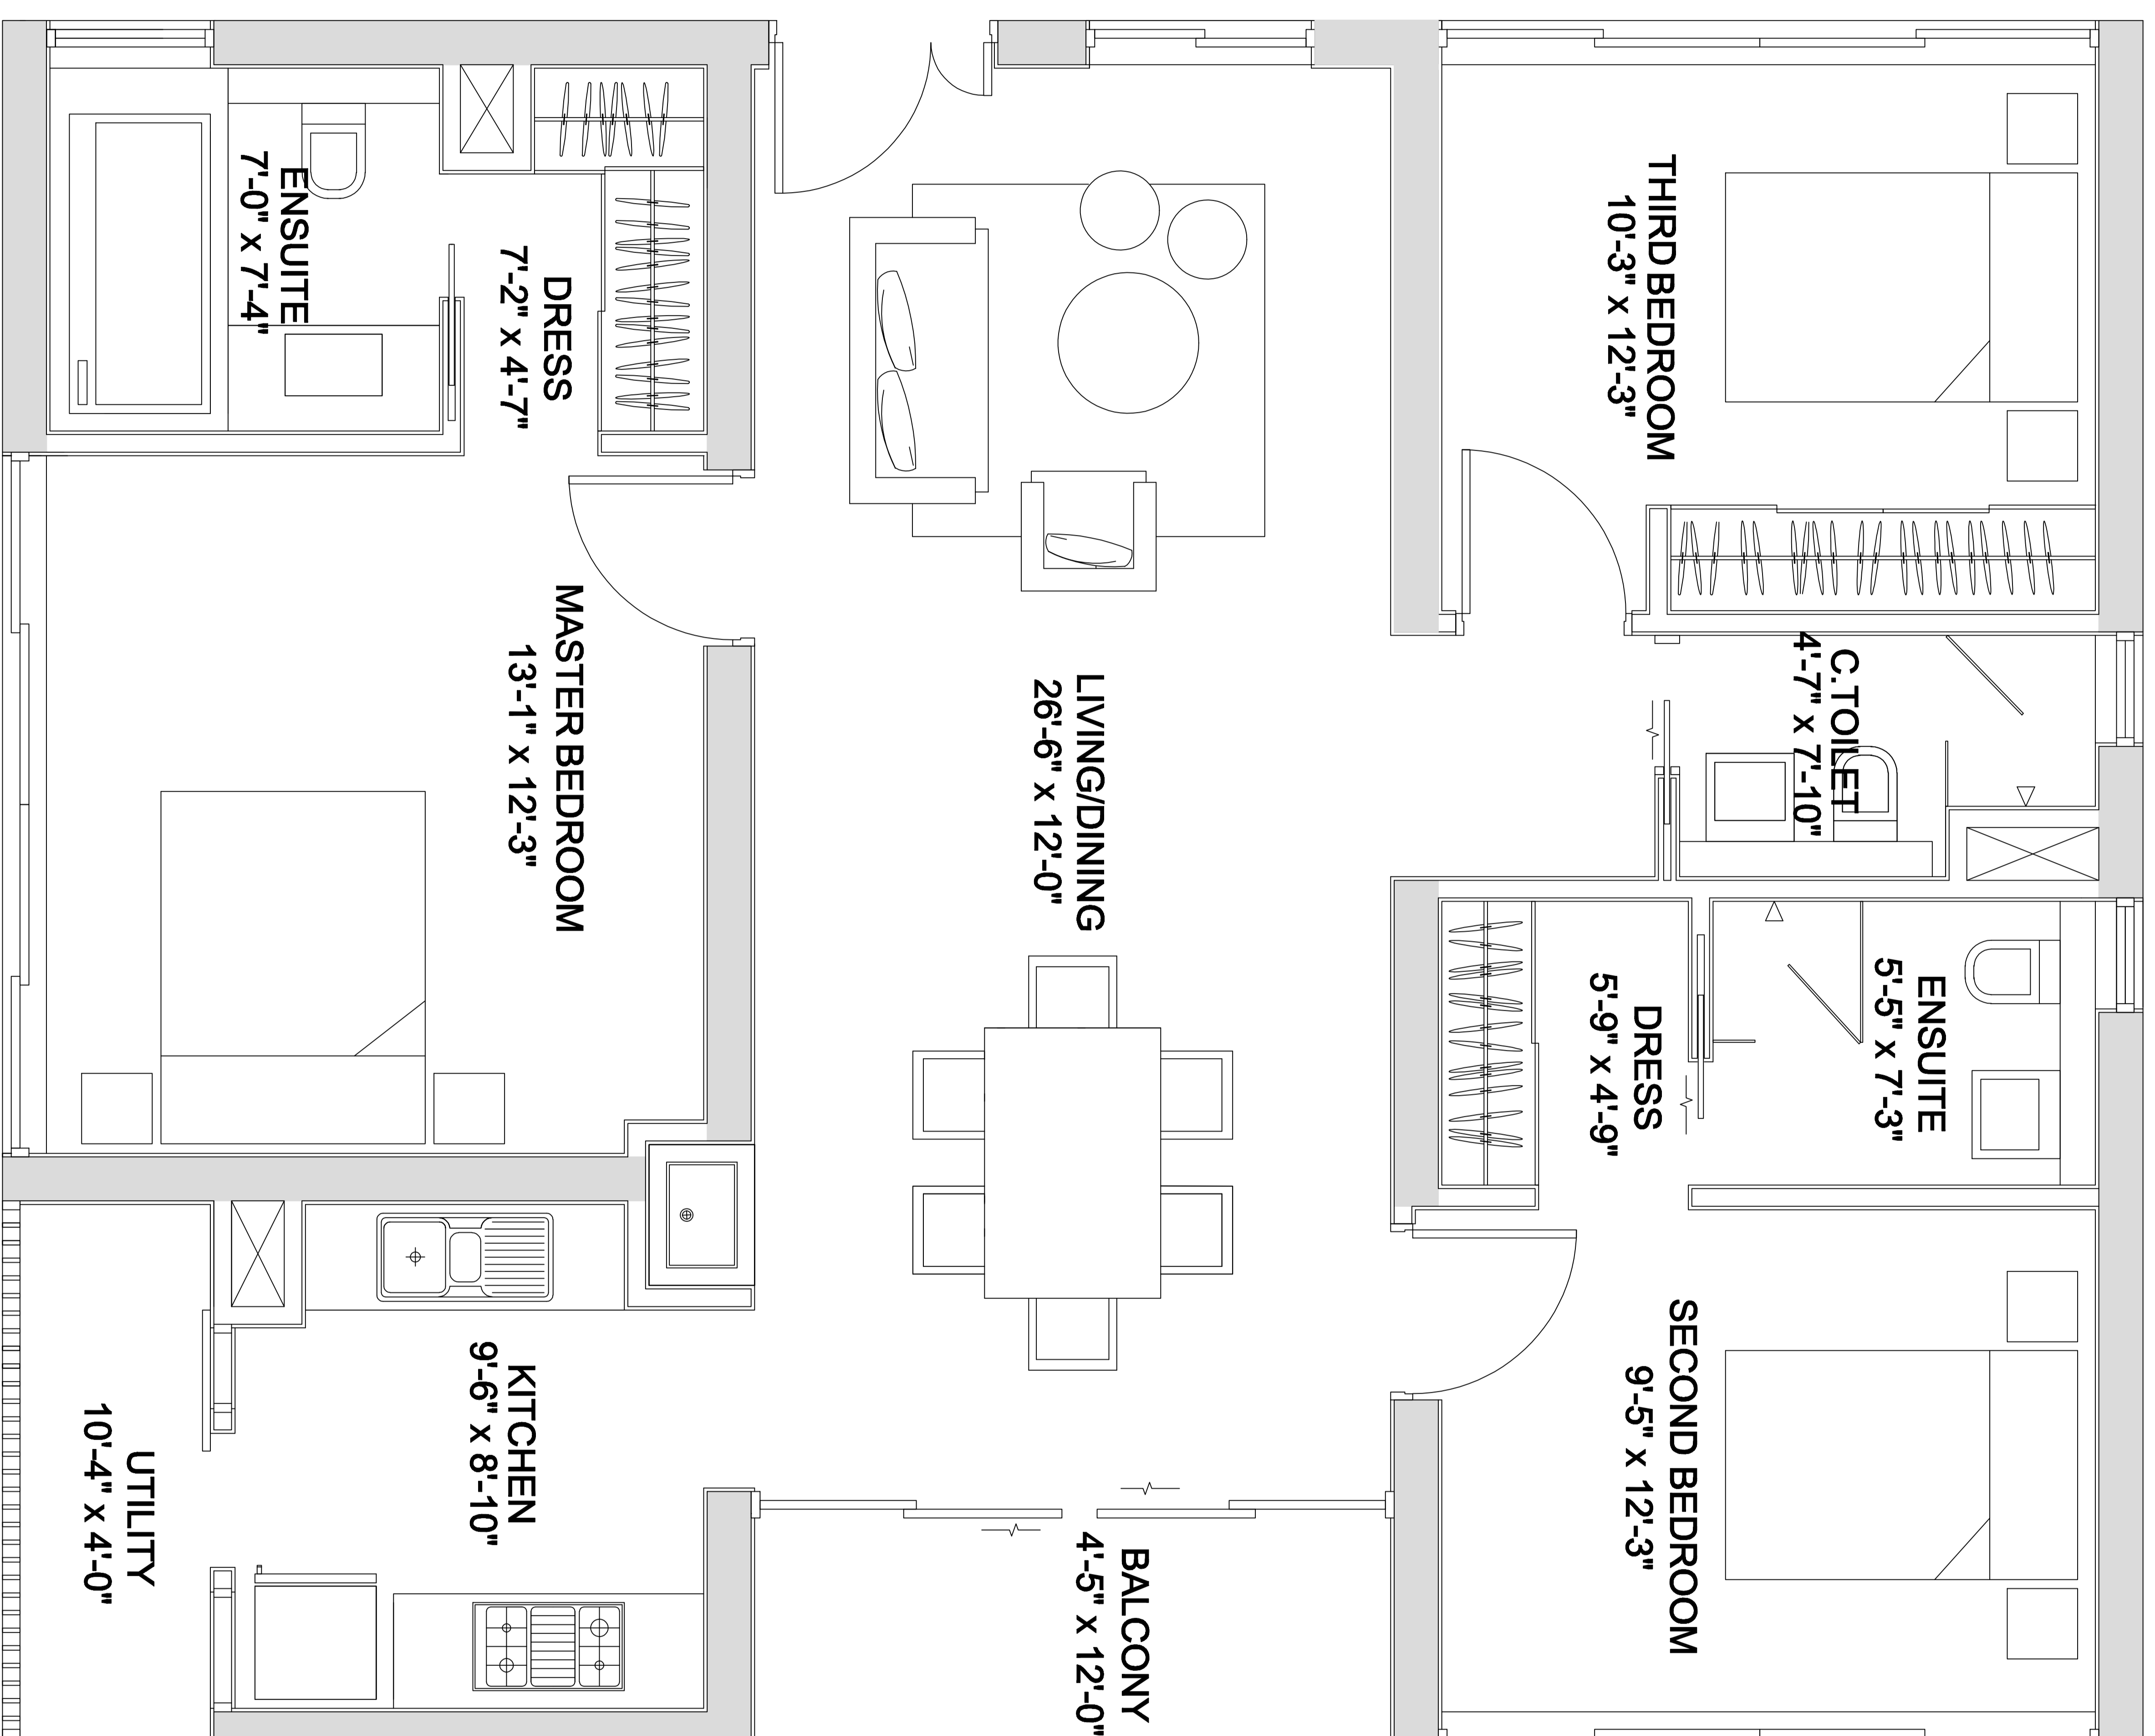 THIRD BEDROOM
10'-3" x 12'-3"
C.TOILET
4'-7" x 7'-10"
ENSUITE
5'-5" x 7'-3"
DRESS
5'-9" x 4'-9"
SECOND BEDROOM
9'-5" x 12'-3"
LIVING/DINING
26'-6" x 12'-0"
BALCONY
4'-5" x 12'-0"
ENSUITE
7'-0" x 7'-4"
DRESS
7'-2" x 4'-7"
MASTER BEDROOM
13'-1" x 12'-3"
KITCHEN
9'-6" x 8'-10"
UTILITY
10'-4" x 4'-0"